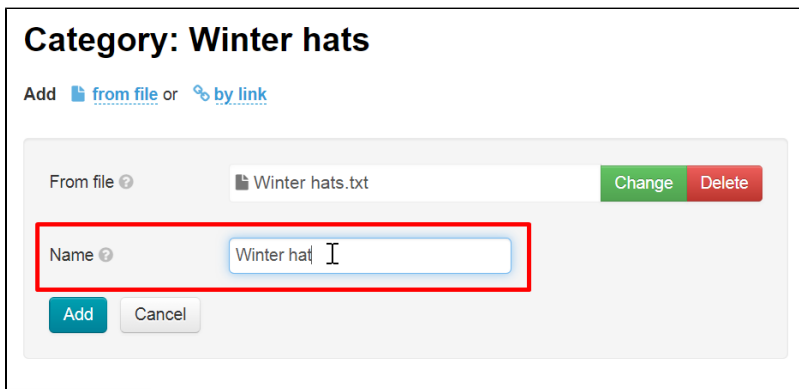 Category: Winter hats
Add from file or by link
From file Winter hats.txt Change Delete
Name Winter hat
Add Cancel